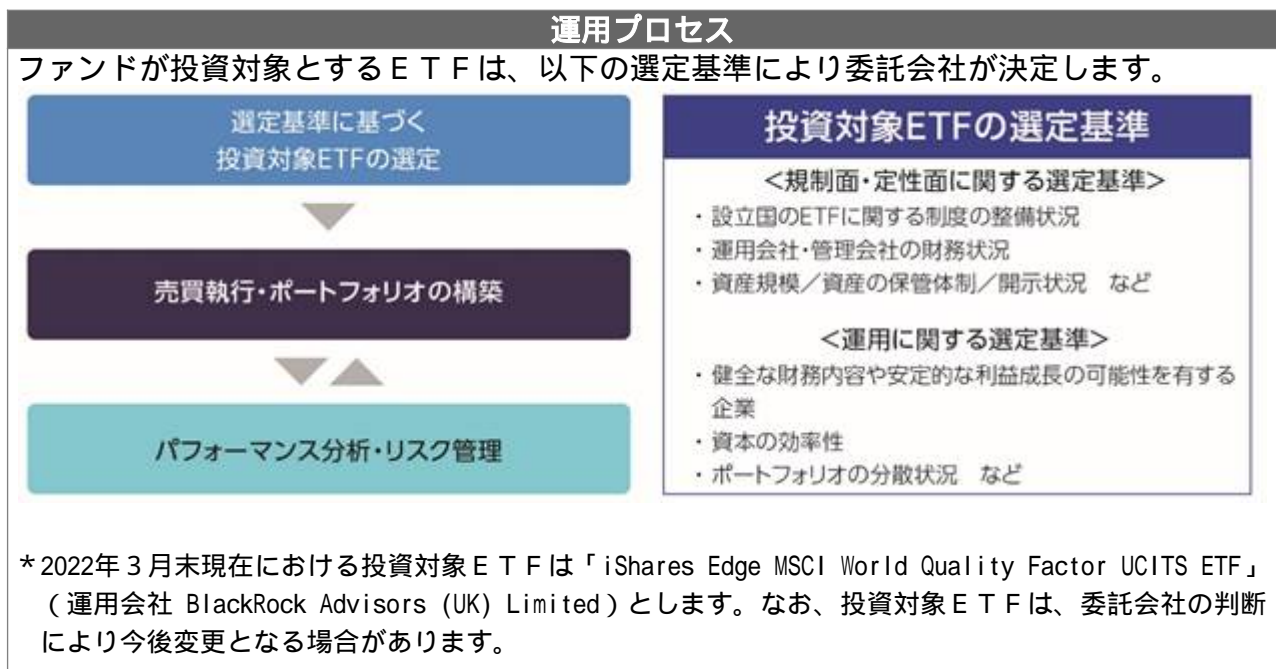 運用プロセス
ファンドが投資対象とするＥＴＦは、以下の選定基準により委託会社が決定します。
選定基準に基づく
投資対象ETFの選定
売買執行・ポートフォリオの構築
パフォーマンス分析・リスク管理
投資対象ETFの選定基準
＜規制面・定性面に関する選定基準＞
・設立国のETFに関する制度の整備状況
・運用会社・管理会社の財務状況
・資産規模／資産の保管体制／開示状況　など
＜運用に関する選定基準＞
・健全な財務内容や安定的な利益成長の可能性を有する
企業
・資本の効率性
・ポートフォリオの分散状況　など
＊2022年３月末現在における投資対象ＥＴＦは「iShares Edge MSCI World Quality Factor UCITS ETF」
（運用会社 BlackRock Advisors (UK) Limited）とします。なお、投資対象ＥＴＦは、委託会社の判断
により今後変更となる場合があります。